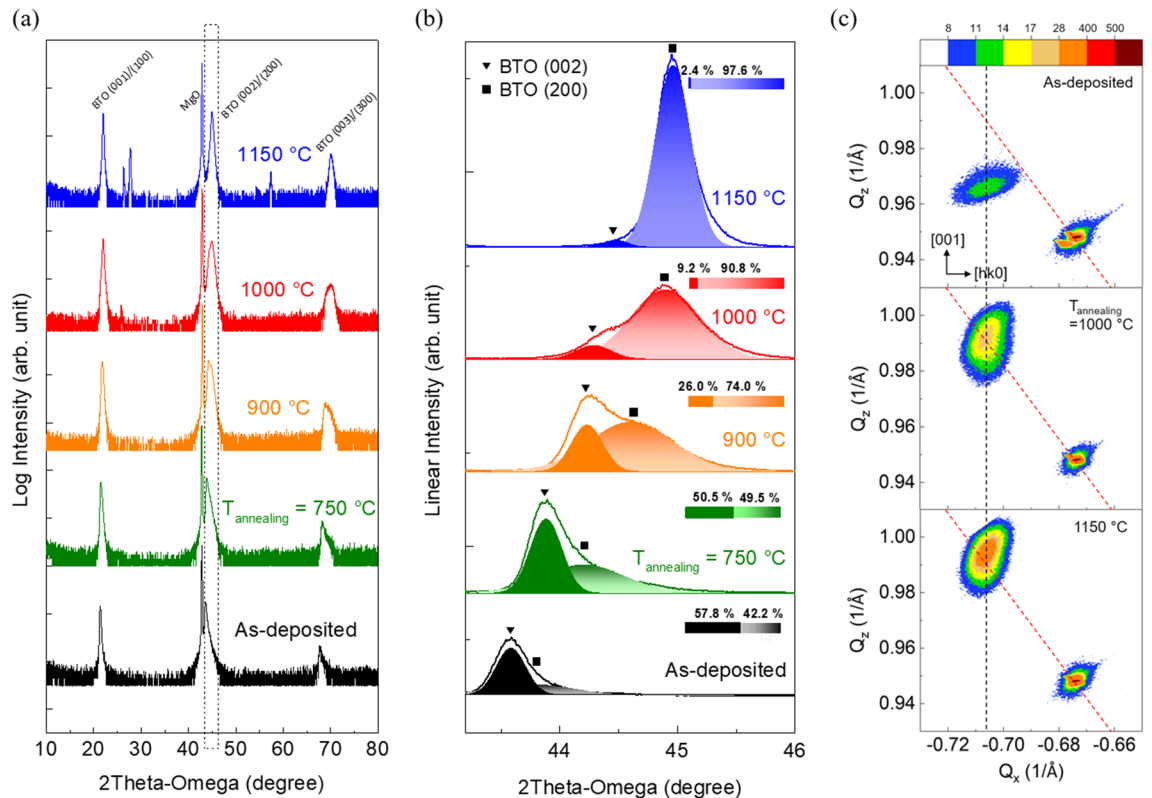 (a)
Log Intensity (arb. unit)
BTO (001)/(100)
MgO
BTO (002)/(200)
BTO (003)/(300)
1150 °C
1000 °C
900 °C
Tannealing = 750 °C
As-deposited
10 20 30 40 50 60 70 80
2Theta-Omega (degree)
(b)
Linear Intensity (arb. unit)
▼ BTO (002)
■ BTO (200)
2.4 % 97.6 %
1150 °C
9.2 % 90.8 %
1000 °C
26.0 % 74.0 %
900 °C
50.5 % 49.5 %
Tannealing = 750 °C
57.8 % 42.2 %
As-deposited
44 45 46
2Theta-Omega (degree)
(c)
8 11 14 17 28 400 500
As-deposited
1.00
0.98
0.96
0.94
Qz (1/Å)
[001]
[hk0]
Tannealing
=1000 °C
1.00
0.98
0.96
0.94
Qz (1/Å)
1150 °C
1.00
0.98
0.96
0.94
Qz (1/Å)
-0.72 -0.70 -0.68 -0.66
Qx (1/Å)